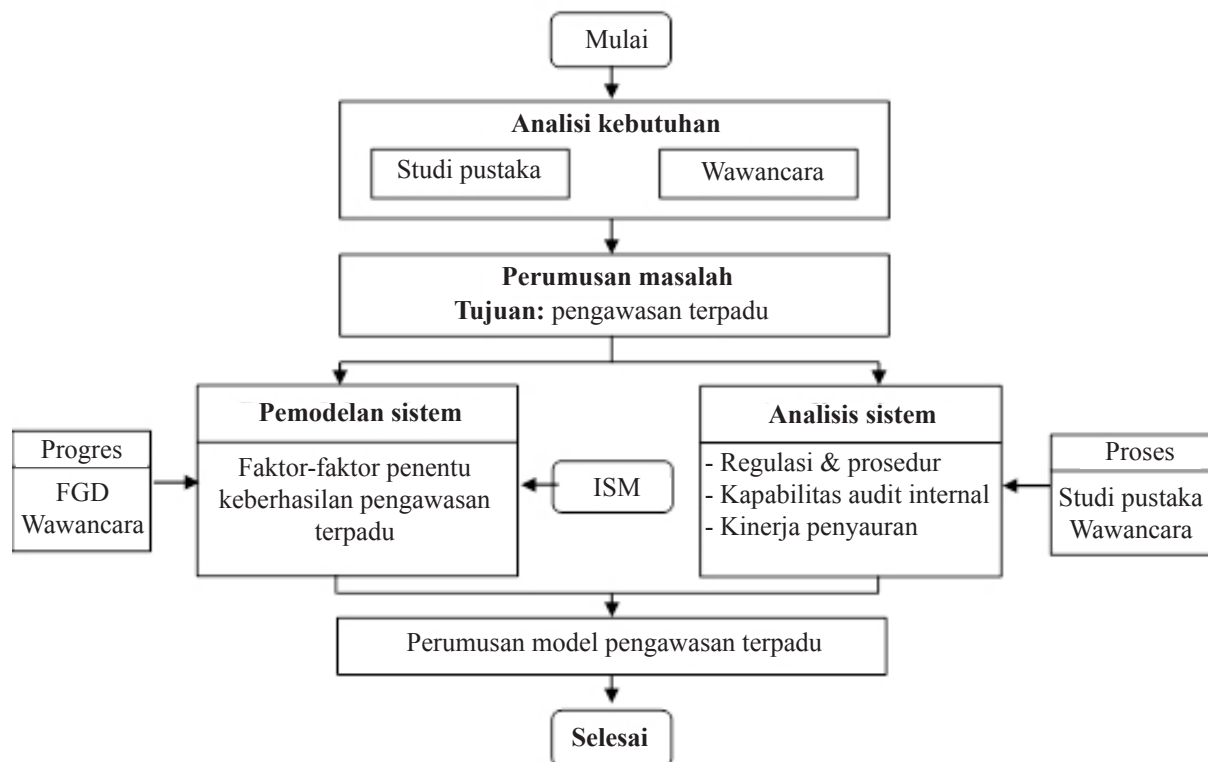 Mulai
Analisi kebutuhan
Studi pustaka
Wawancara
Perumusan masalah
Tujuan: pengawasan terpadu
Pemodelan sistem
Faktor-faktor penentu
keberhasilan pengawasan
terpadu
Progres
FGD
Wawancara
ISM
Analisis sistem
- Regulasi & prosedur
- Kapabilitas audit internal
- Kinerja penyauran
Proses
Studi pustaka
Wawancara
Perumusan model pengawasan terpadu
Selesai